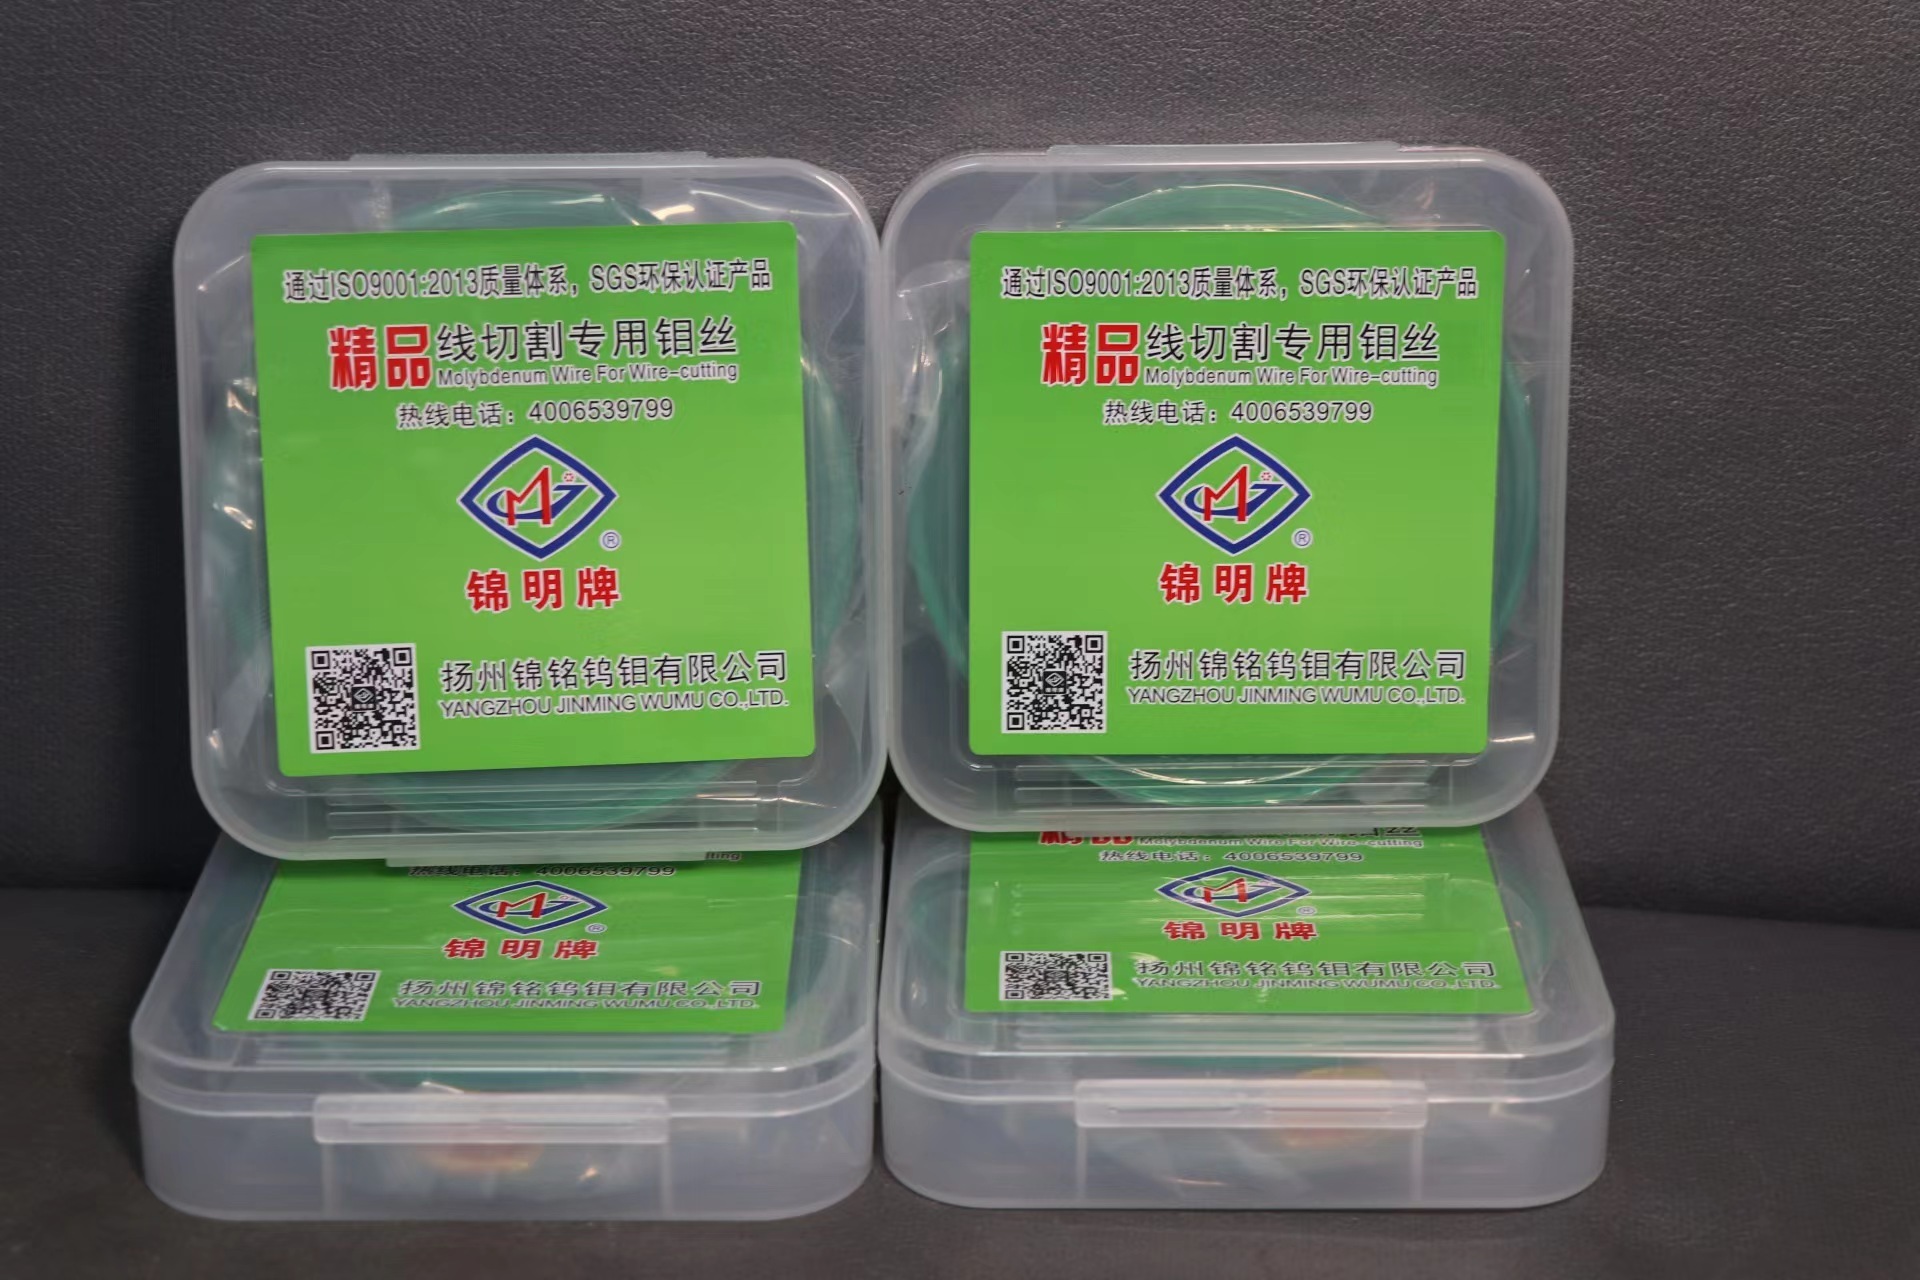 通过ISO9001:2013质量体系，SGS环保认证产品
精品线切割专用钼丝
Molybdenum Wire For Wire-cutting
热线电话：4006539799
®
锦明牌
扬州锦铭钨钼有限公司
YANGZHOU JINMING WUMU CO.,LTD.
通过ISO9001:2013质量体系，SGS环保认证产品
精品线切割专用钼丝
Molybdenum Wire For Wire-cutting
热线电话：4006539799
®
锦明牌
扬州锦铭钨钼有限公司
YANGZHOU JINMING WUMU CO.,LTD.
热线电话：4006539799
®
锦明牌
扬州锦铭钨钼有限公司
YANGZHOU JINMING WUMU CO.,LTD.
Molybdenum Wire For Wire-cutting
热线电话：4006539799
®
锦明牌
扬州锦铭钨钼有限公司
YANGZHOU JINMING WUMU CO.,LTD.